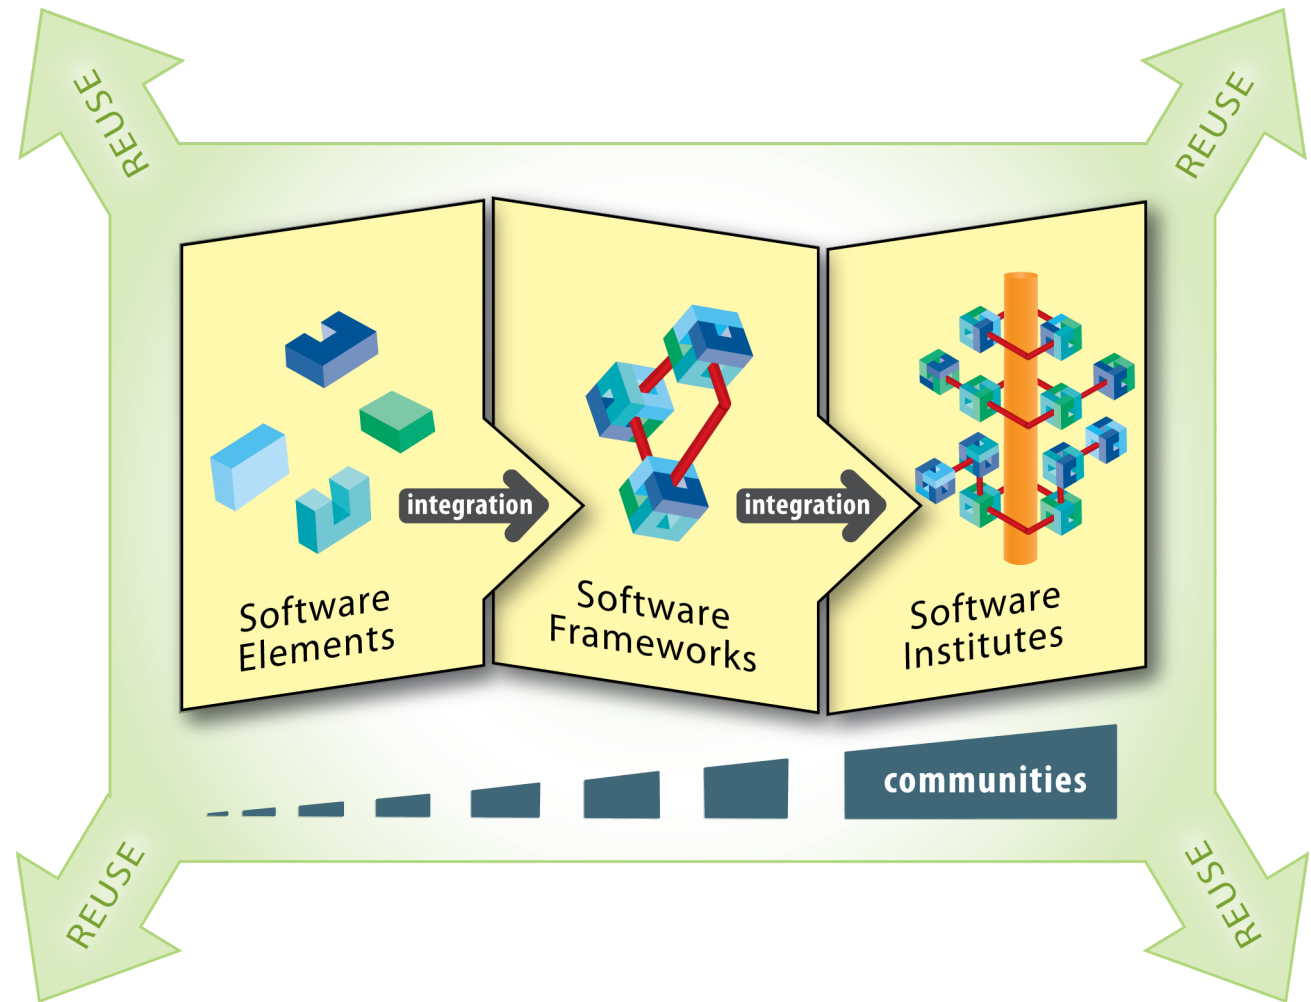 REUSE
REUSE
integration
integration
Software
Elements
Software
Frameworks
Software
Institutes
communities
REUSE
REUSE